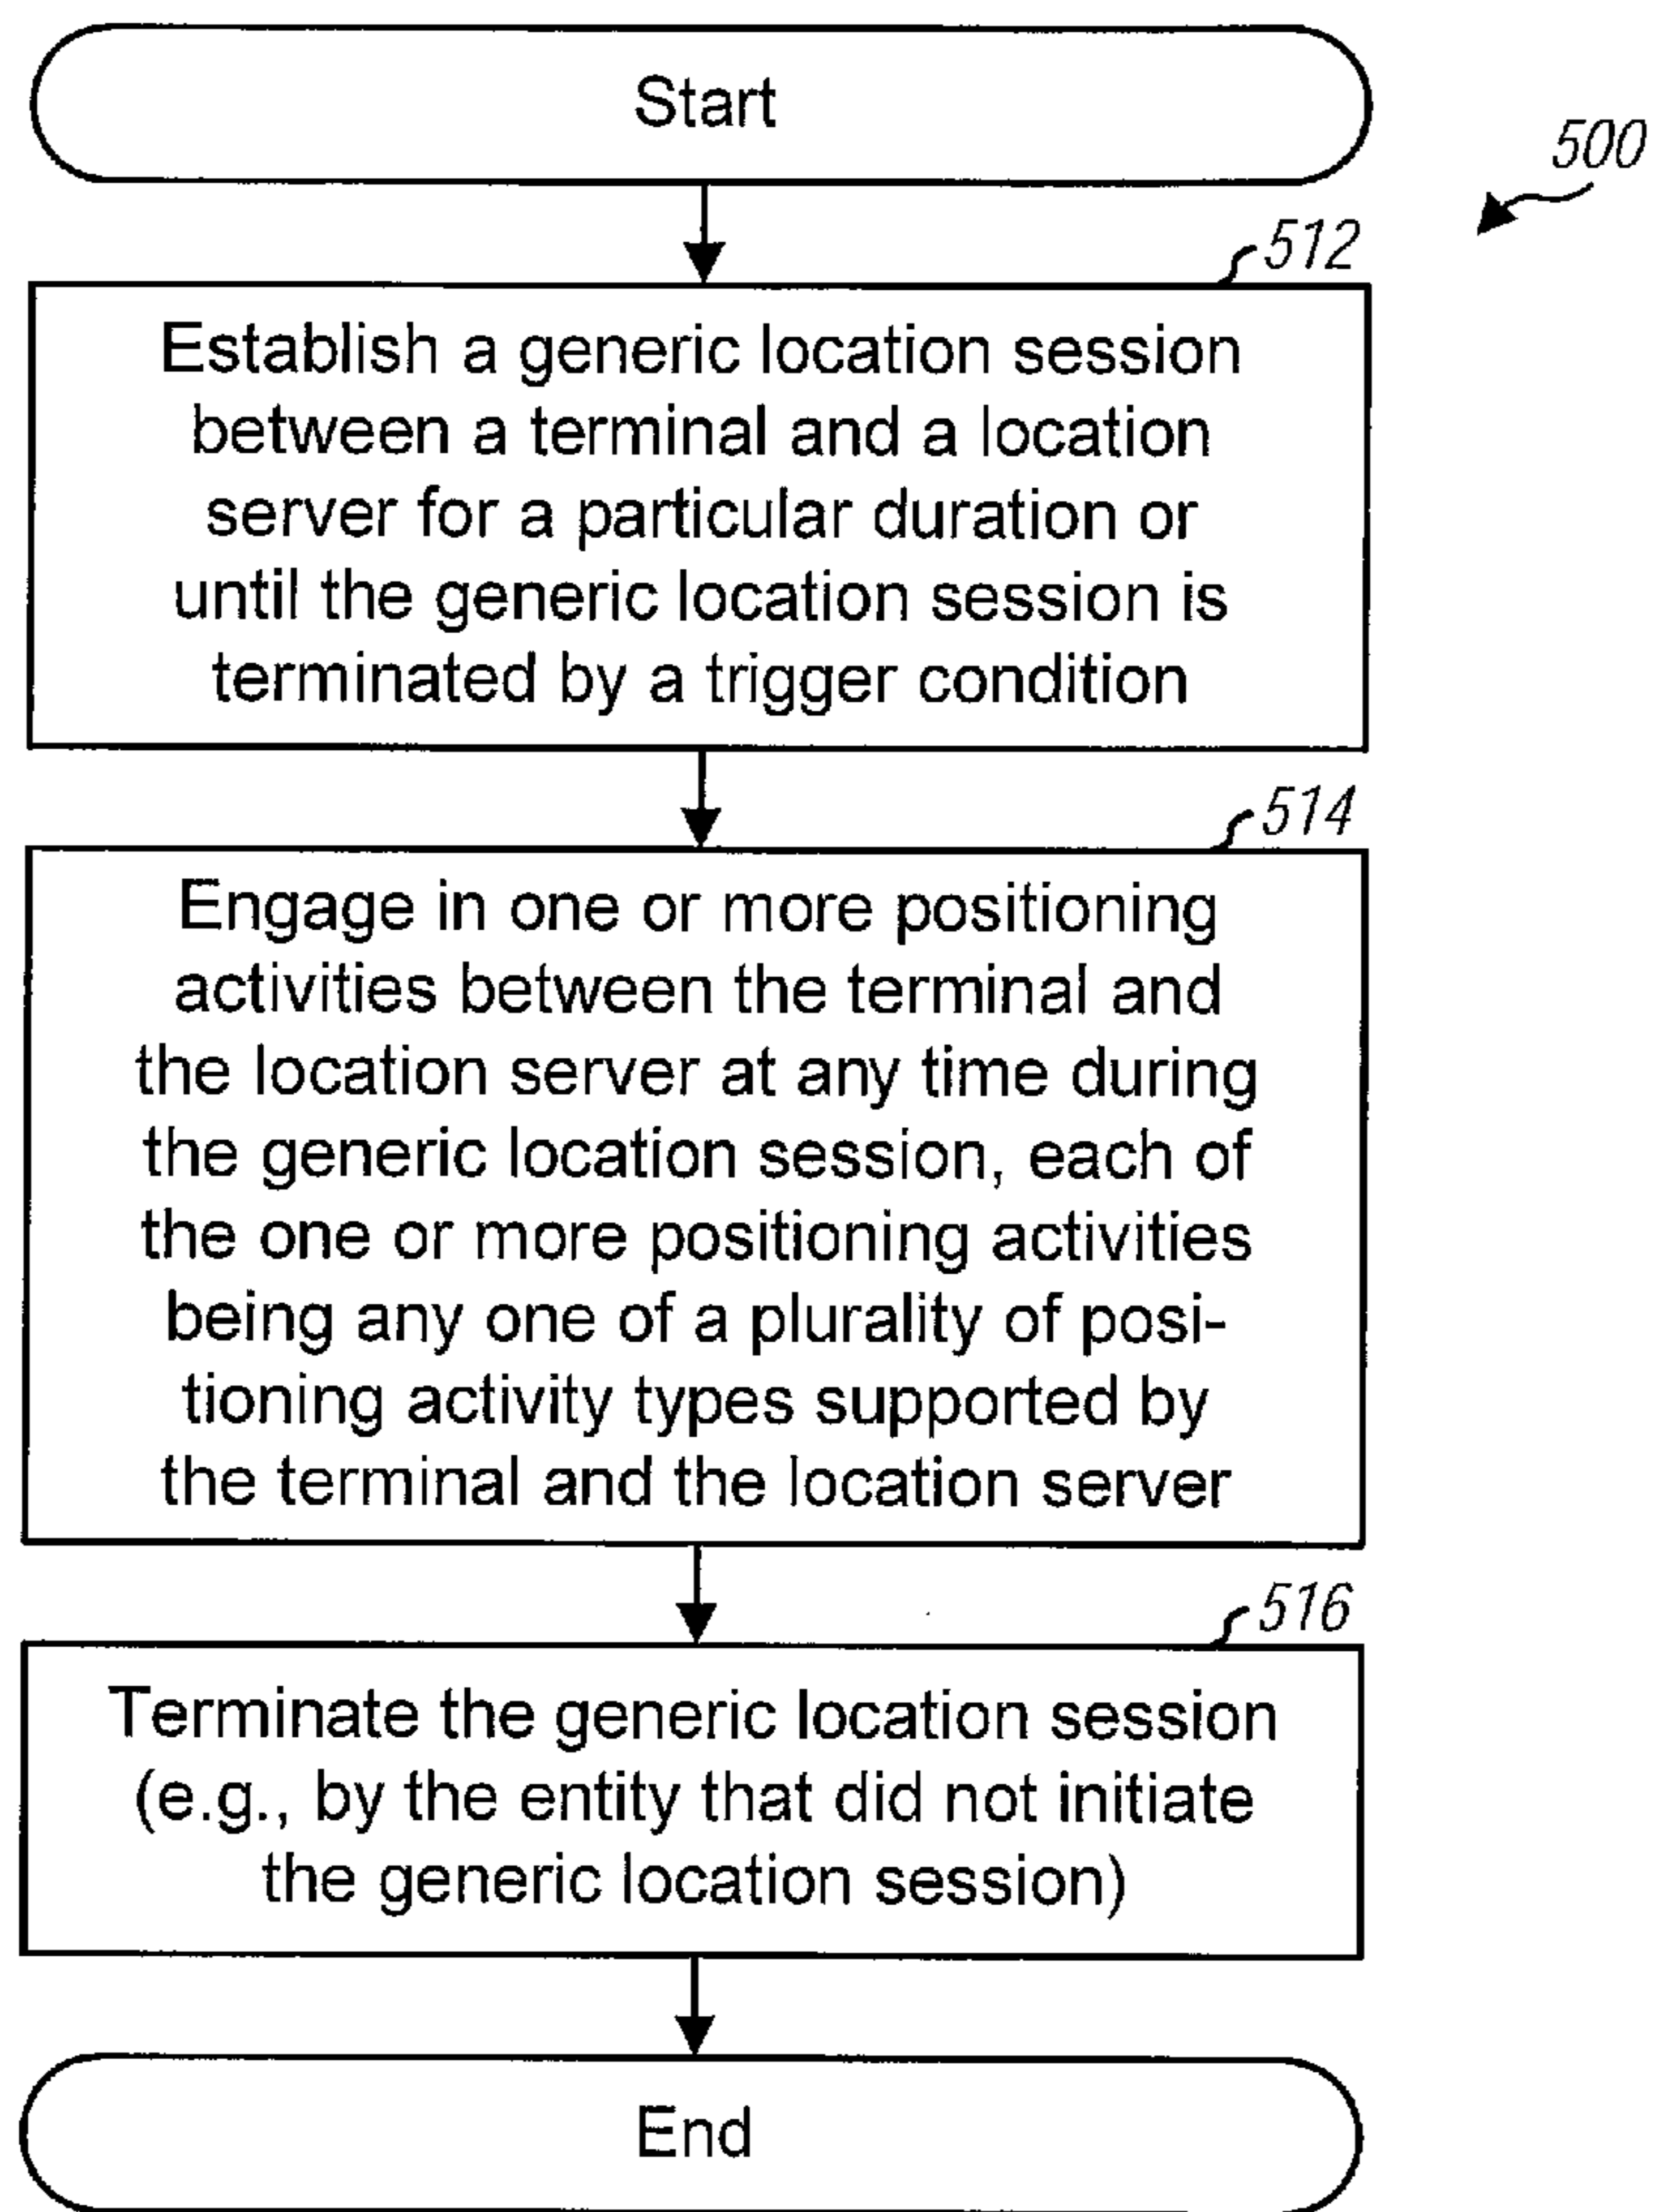 Start
500
512
Establish a generic location session
between a terminal and a location
server for a particular duration or
until the generic location session is
terminated by a trigger condition
514
Engage in one or more positioning
activities between the terminal and
the location server at any time during
the generic location session, each of
the one or more positioning activities
being any one of a plurality of posi-
tioning activity types supported by
the terminal and the location server
516
Terminate the generic location session
(e.g., by the entity that did not initiate
the generic location session)
End